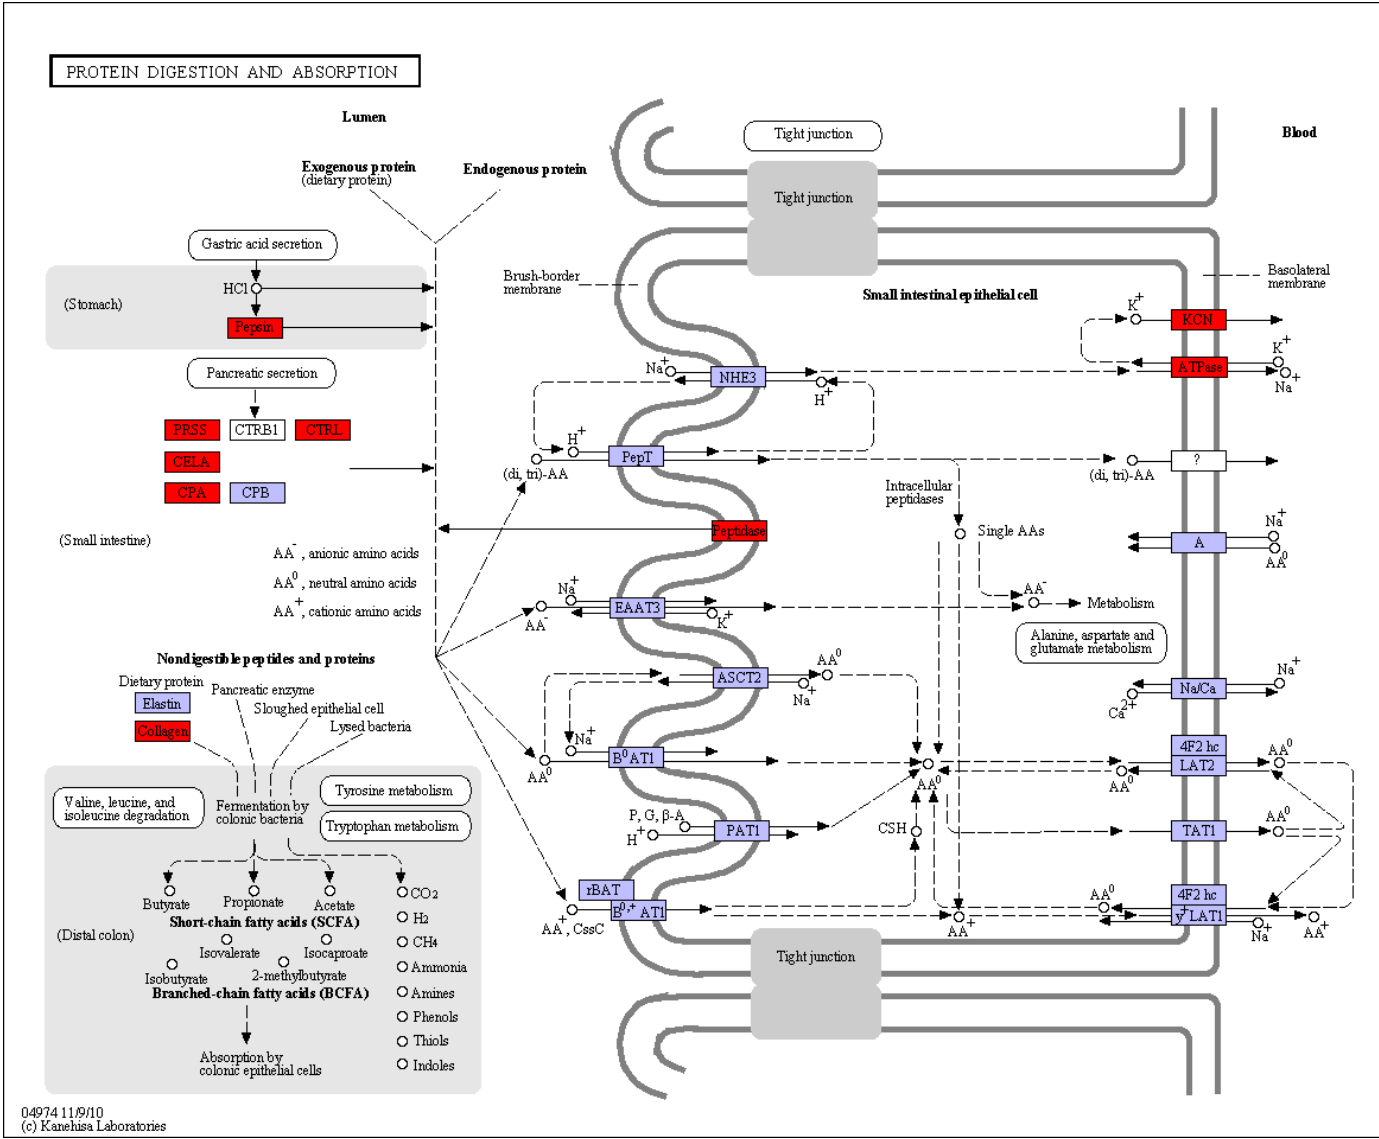 PROTEIN DIGESTION AND ABSORPTION
Lumen
Blood
Exogenous protein
(dietary protein)
Endogenous protein
Tight junction
Tight junction
Gastric acid secretion
HCl
(Stomach)
Pepsin
Pancreatic secretion
PRSS
CTRB1
CTRL
CELA
CPA
CPB
(Small intestine)
AA-, anionic amino acids
AA0, neutral amino acids
AA+, cationic amino acids
Brush-border
membrane
Small intestinal epithelial cell
Basolateral
membrane
K+
KCN
ATPase
K+
Na+
Na+
NHE3
H+
H+
PepT
(di, tri)-AA
Intracellular
peptidases
(di, tri)-AA
?
Peptidase
Single AAs
Na+
A
AA0
Na+
EAAT3
AA-
K+
AA-
Metabolism
Alanine, aspartate and
glutamate metabolism
ASCT2
AA0
Na+
Na+
Na/Ca
Ca2+
Na+
B0AT1
AA0
AA0
4F2 hc
LAT2
AA0
AA0
P, G, β-A
H+
PAT1
CSH
TAT1
AA0
rBAT
B0,+ AT1
AA+, CssC
AA+
AA0
4F2 hc
y+LAT1
Na+
AA+
Tight junction
Nondigestible peptides and proteins
Dietary protein
Elastin
Collagen
Pancreatic enzyme
Sloughed epithelial cell
Lysed bacteria
Valine, leucine, and
isoleucine degradation
Fermentation by
colonic bacteria
Tyrosine metabolism
Tryptophan metabolism
Butyrate
Propionate
Acetate
Short-chain fatty acids (SCFA)
(Distal colon)
Isovalerate
Isocaproate
Isobutyrate
2-methylbutyrate
Branched-chain fatty acids (BCFA)
Absorption by
colonic epithelial cells
CO2
H2
CH4
Ammonia
Amines
Phenols
Thiols
Indoles
04974 11/9/10
(c) Kanehisa Laboratories